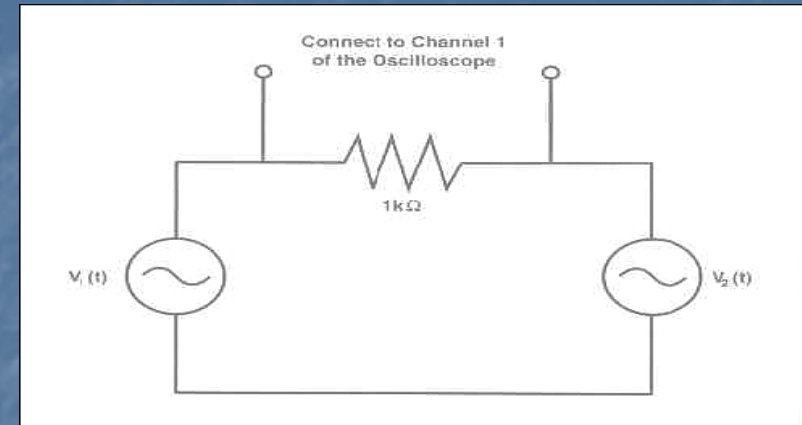 Connect to Channel 1
of the Oscilloscope
1kΩ
V₁ (t)
V₂ (t)